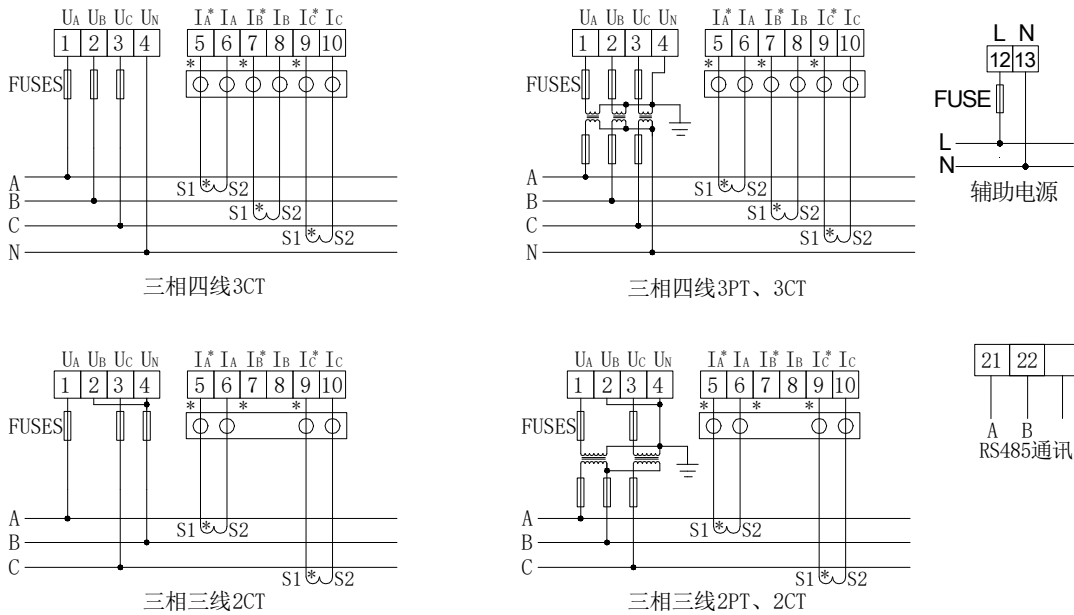 UA UB UC UN IA* IA IB* IB IC* IC
1 2 3 4 5 6 7 8 9 10
* * *
FUSES
A
S1 * S2
B
S1 * S2
C
S1 * S2
N
三相四线3CT
UA UB UC UN IA* IA IB* IB IC* IC
1 2 3 4 5 6 7 8 9 10
* * *
FUSES
A
S1 * S2
B
S1 * S2
C
S1 * S2
N
三相四线3PT、3CT
L N
12 13
FUSE
L
N
辅助电源
UA UB UC UN IA* IA IB* IB IC* IC
1 2 3 4 5 6 7 8 9 10
* * *
FUSES
A
S1 * S2
B
C
S1 * S2
三相三线2CT
UA UB UC UN IA* IA IB* IB IC* IC
1 2 3 4 5 6 7 8 9 10
* * *
FUSES
A
S1 * S2
B
C
S1 * S2
三相三线2PT、2CT
21 22
A B
RS485通讯